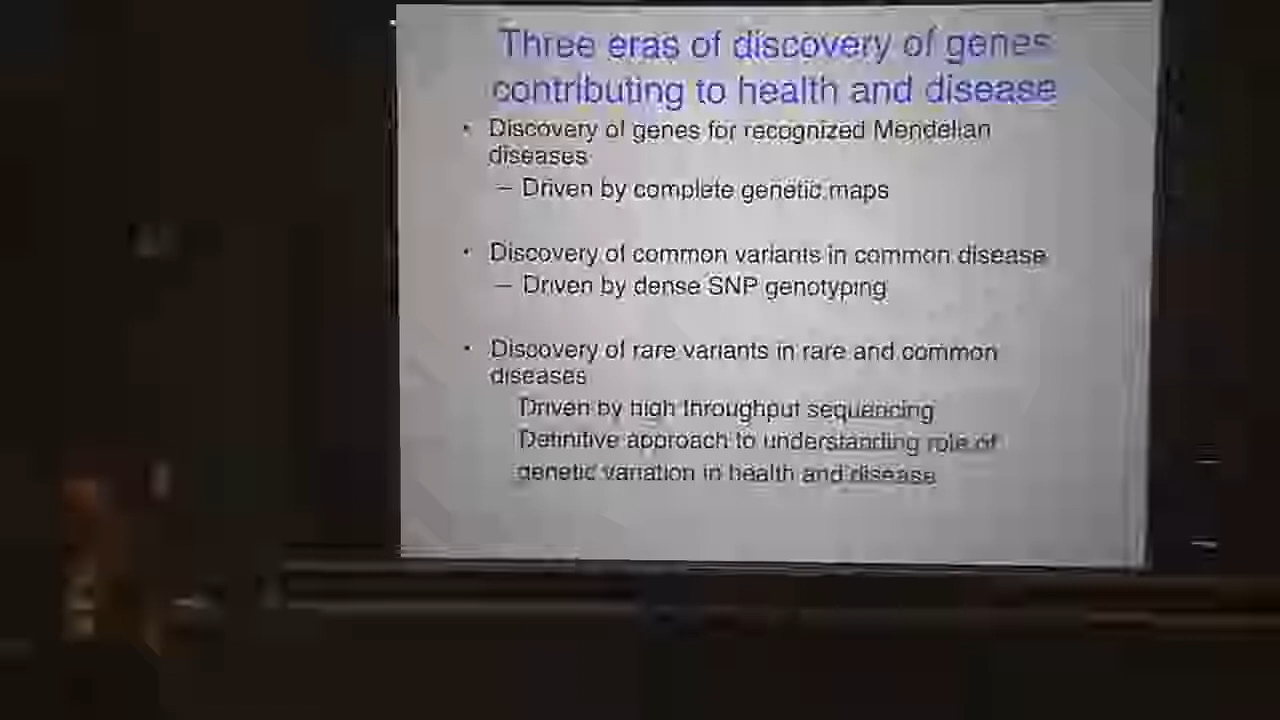 Three eras of discovery of genes
contributing to health and disease
• Discovery of genes for recognized Mendelian
diseases
– Driven by complete genetic maps
• Discovery of common variants in common disease
– Driven by dense SNP genotyping
• Discovery of rare variants in rare and common
diseases
Driven by high throughput sequencing
Definitive approach to understanding role of
genetic variation in health and disease